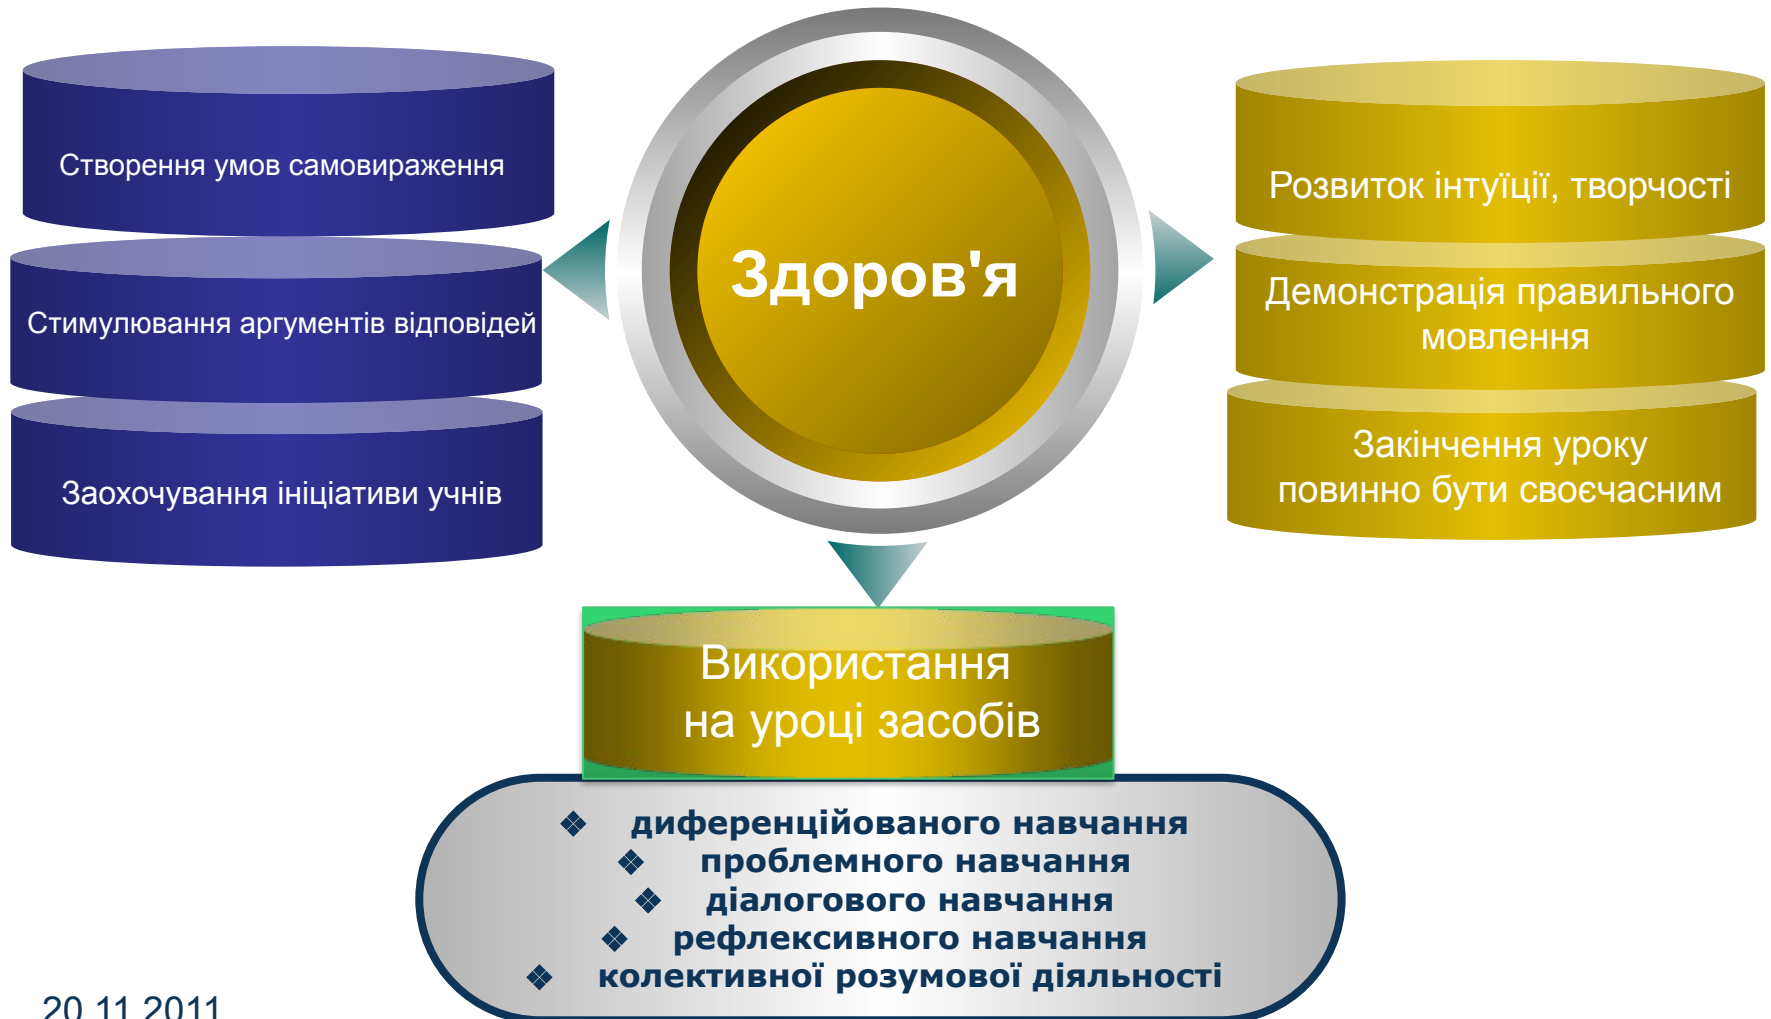 Створення умов самовираження
Стимулювання аргументів відповідей
Заохочування ініціативи учнів
Здоров'я
Розвиток інтуїції, творчості
Демонстрація правильного
мовлення
Закінчення уроку
повинно бути своєчасним
Використання
на уроці засобів
❖ диференційованого навчання
❖ проблемного навчання
❖ діалогового навчання
❖ рефлексивного навчання
❖ колективної розумової діяльності
20.11.2011